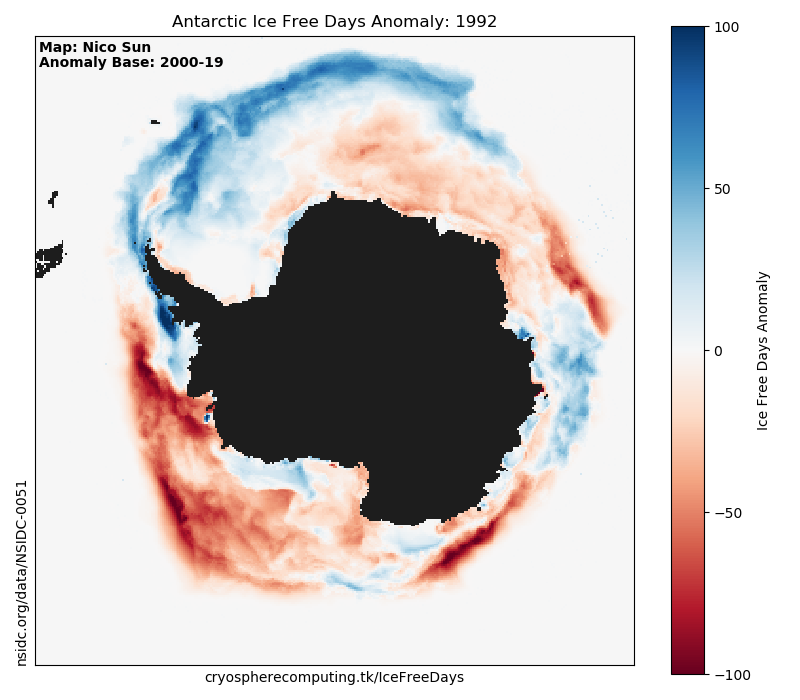 Antarctic Ice Free Days Anomaly: 1992
Map: Nico Sun
Anomaly Base: 2000-19
100
50
0
−50
−100
Ice Free Days Anomaly
nsidc.org/data/NSIDC-0051
cryospherecomputing.tk/IceFreeDays